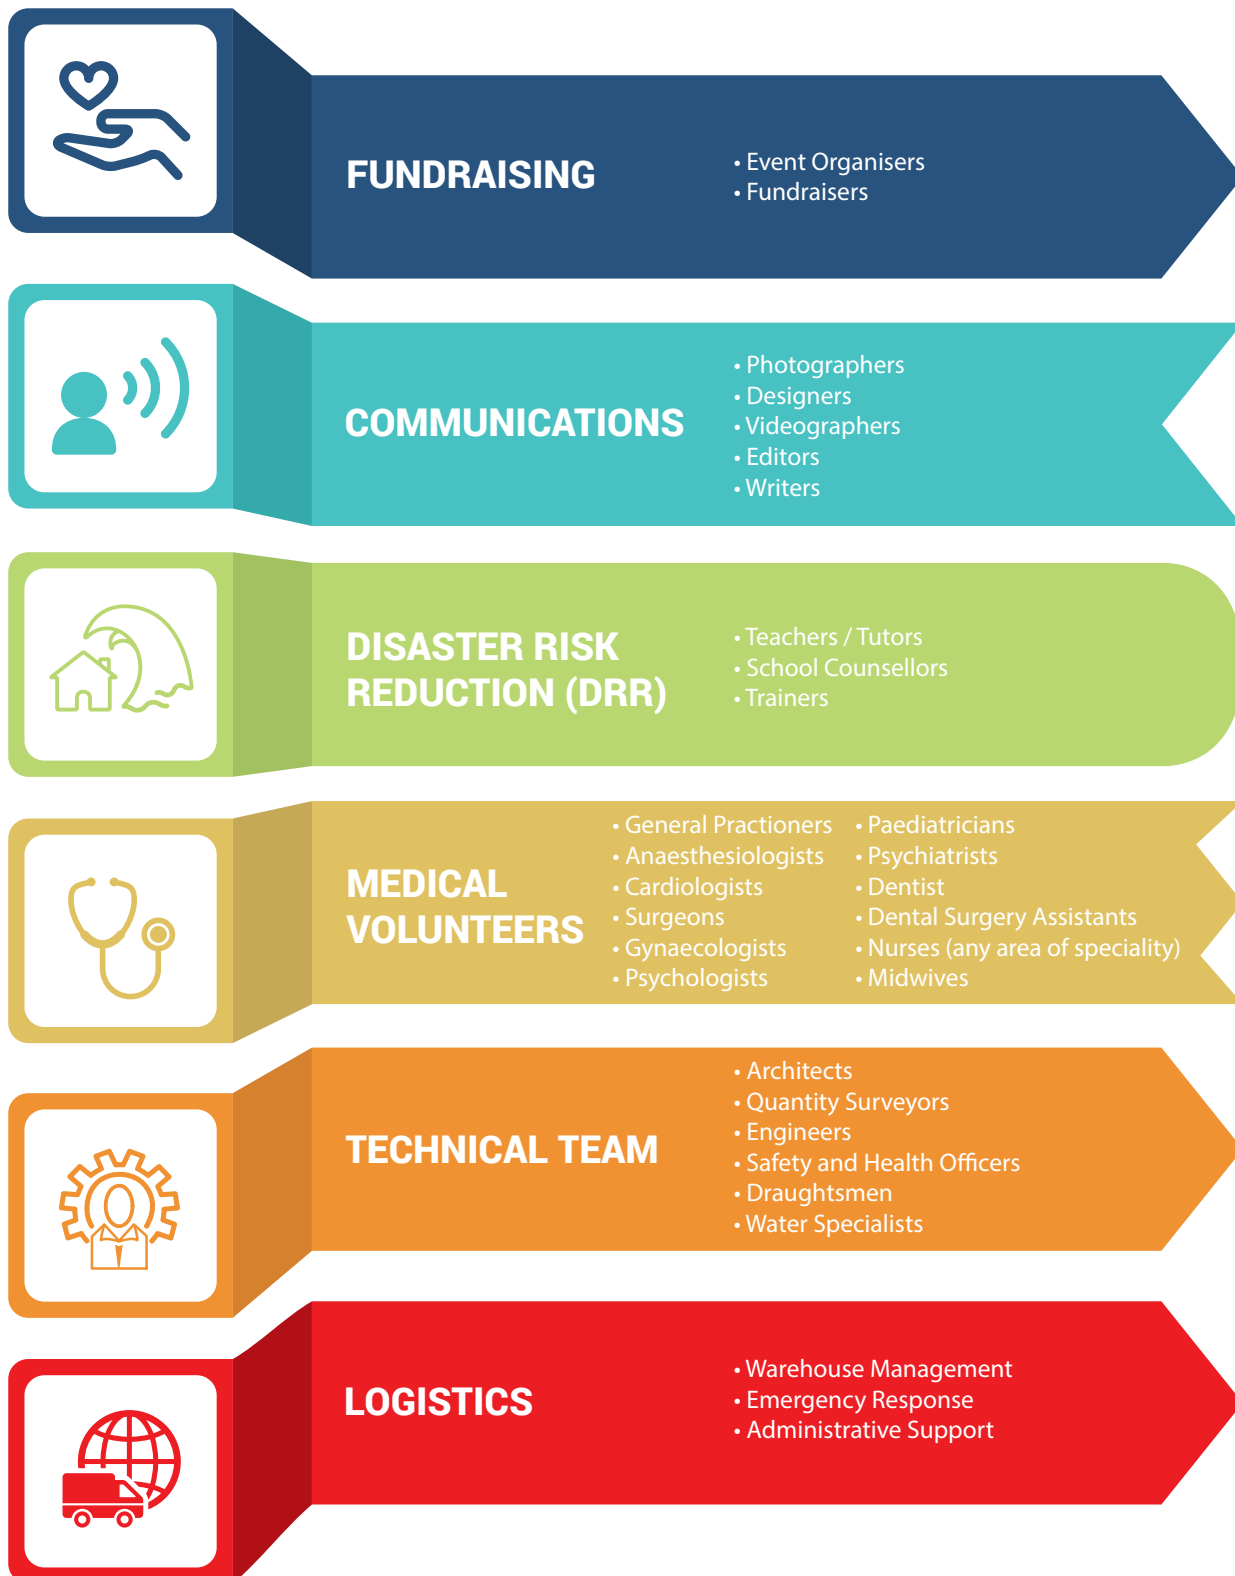 FUNDRAISING
• Event Organisers
• Fundraisers
COMMUNICATIONS
• Photographers
• Designers
• Videographers
• Editors
• Writers
DISASTER RISK
REDUCTION (DRR)
• Teachers / Tutors
• School Counsellors
• Trainers
MEDICAL
VOLUNTEERS
• General Practioners
• Anaesthesiologists
• Cardiologists
• Surgeons
• Gynaecologists
• Psychologists
• Paediatricians
• Psychiatrists
• Dentist
• Dental Surgery Assistants
• Nurses (any area of speciality)
• Midwives
TECHNICAL TEAM
• Architects
• Quantity Surveyors
• Engineers
• Safety and Health Officers
• Draughtsmen
• Water Specialists
LOGISTICS
• Warehouse Management
• Emergency Response
• Administrative Support